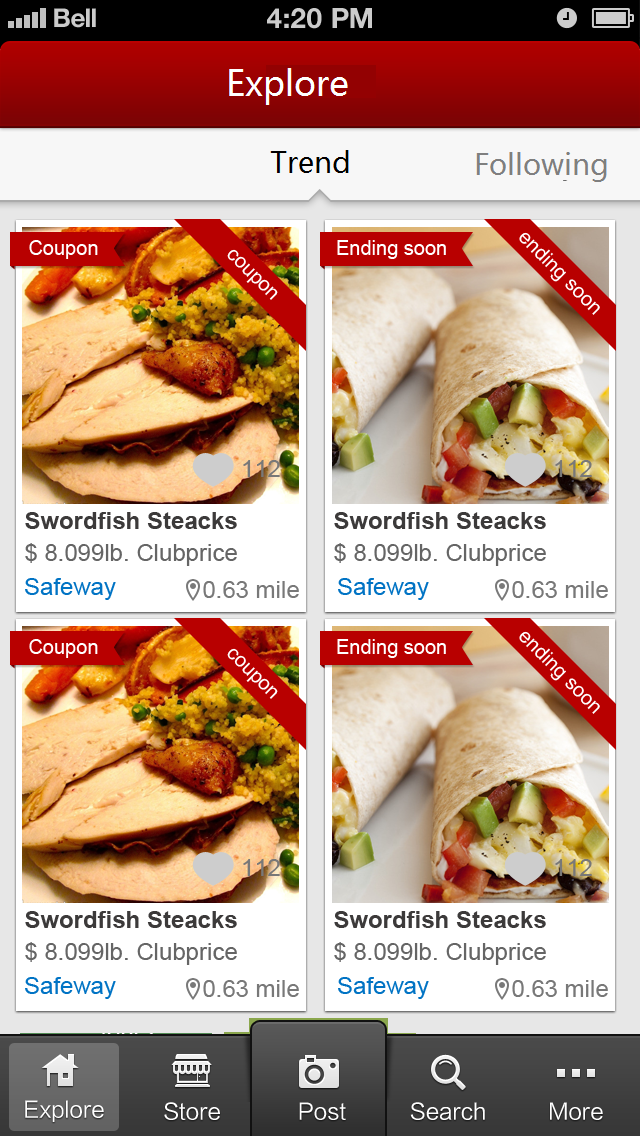 Bell 4:20 PM
Explore
Trend Following
Coupon coupon
112
Swordfish Steacks
$ 8.099lb. Clubprice
Safeway 0.63 mile
Ending soon ending soon
112
Swordfish Steacks
$ 8.099lb. Clubprice
Safeway 0.63 mile
Coupon coupon
112
Swordfish Steacks
$ 8.099lb. Clubprice
Safeway 0.63 mile
Ending soon ending soon
112
Swordfish Steacks
$ 8.099lb. Clubprice
Safeway 0.63 mile
Explore Store Post Search More